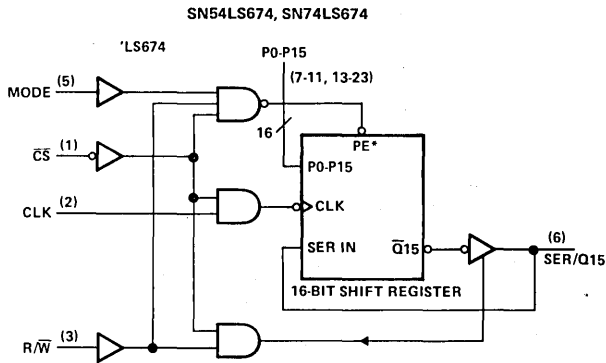 SN54LS674, SN74LS674
'LS674
P0-P15
(7-11, 13-23)
MODE (5)
16
PE*
CS (1)
P0-P15
CLK (2)
CLK
SER IN
Q15
(6)
SER/Q15
16-BIT SHIFT REGISTER
R/W (3)